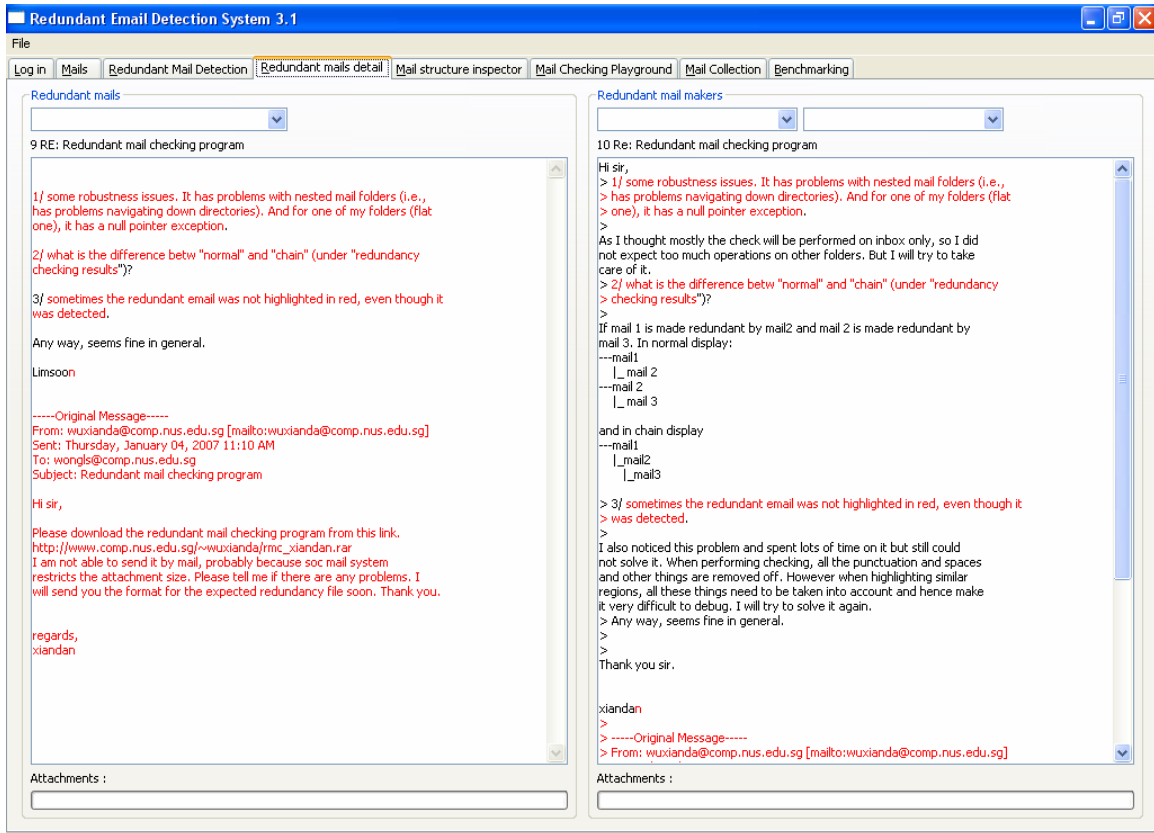 Redundant Email Detection System 3.1
File
Log in Mails Redundant Mail Detection Redundant mails detail Mail structure inspector Mail Checking Playground Mail Collection Benchmarking
Redundant mails
9 RE: Redundant mail checking program
1/ some robustness issues. It has problems with nested mail folders (i.e.,
has problems navigating down directories). And for one of my folders (flat
one), it has a null pointer exception.
2/ what is the difference betw "normal" and "chain" (under "redundancy
checking results")?
3/ sometimes the redundant email was not highlighted in red, even though it
was detected.
Any way, seems fine in general.
Limsoon
-----Original Message-----
From: wuxianda@comp.nus.edu.sg [mailto:wuxianda@comp.nus.edu.sg]
Sent: Thursday, January 04, 2007 11:10 AM
To: wongls@comp.nus.edu.sg
Subject: Redundant mail checking program
Hi sir,
Please download the redundant mail checking program from this link.
http://www.comp.nus.edu.sg/~wuxianda/rmc_xiandan.rar
I am not able to send it by mail, probably because soc mail system
restricts the attachment size. Please tell me if there are any problems. I
will send you the format for the expected redundancy file soon. Thank you.
regards,
xiandan
Attachments :
Redundant mail makers
10 Re: Redundant mail checking program
Hi sir,
> 1/ some robustness issues. It has problems with nested mail folders (i.e.,
> has problems navigating down directories). And for one of my folders (flat
> one), it has a null pointer exception.
>
As I thought mostly the check will be performed on inbox only, so I did
not expect too much operations on other folders. But I will try to take
care of it.
> 2/ what is the difference betw "normal" and "chain" (under "redundancy
> checking results")?
>
If mail 1 is made redundant by mail2 and mail 2 is made redundant by
mail 3. In normal display:
---mail1
|_ mail 2
---mail 2
|_ mail 3
and in chain display
---mail1
|_mail2
|_mail3
> 3/ sometimes the redundant email was not highlighted in red, even though it
> was detected.
>
I also noticed this problem and spent lots of time on it but still could
not solve it. When performing checking, all the punctuation and spaces
and other things are removed off. However when highlighting similar
regions, all these things need to be taken into account and hence make
it very difficult to debug. I will try to solve it again.
> Any way, seems fine in general.
>
>
Thank you sir.
xiandan
>
> -----Original Message-----
> From: wuxianda@comp.nus.edu.sg [mailto:wuxianda@comp.nus.edu.sg]
Attachments :